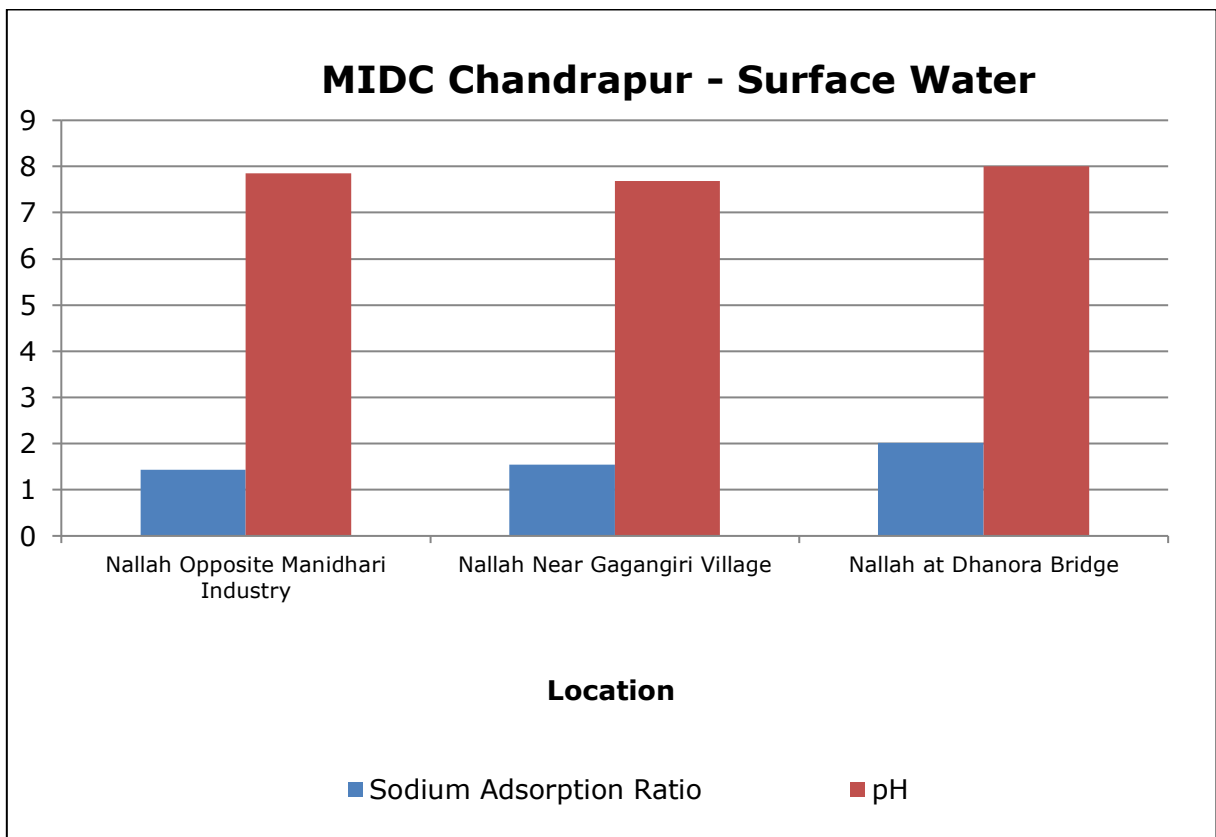 MIDC Chandrapur - Surface Water
9
8
7
6
5
4
3
2
1
0
Nallah Opposite Manidhari
Industry
Nallah Near Gagangiri Village
Nallah at Dhanora Bridge
Location
Sodium Adsorption Ratio
pH